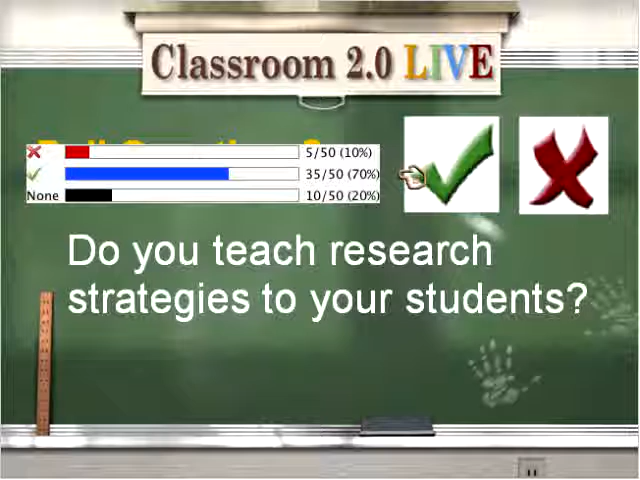 Classroom 2.0 LIVE
5/50 (10%)
35/50 (70%)
None 10/50 (20%)
Do you teach research
strategies to your students?